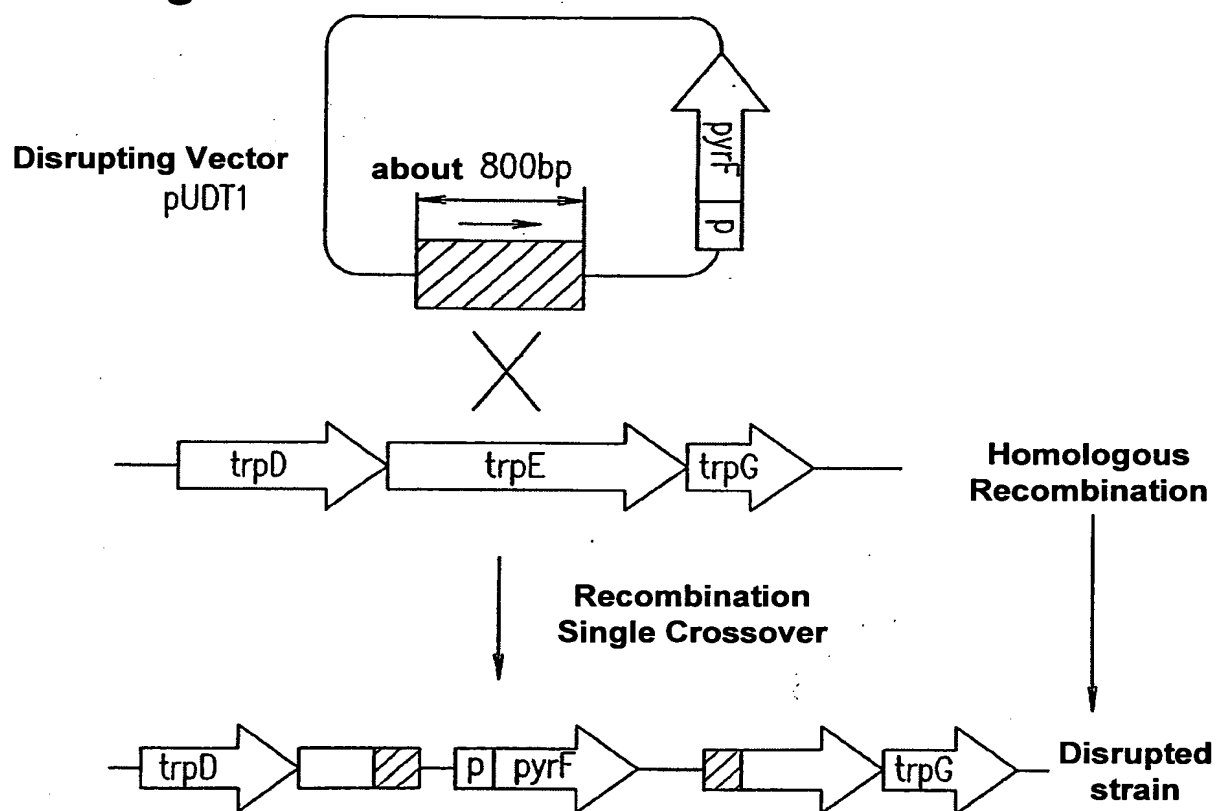 Disrupting Vector
pUDT1
about 800bp
pyrF
p
trpD
trpE
trpG
Homologous
Recombination
Recombination
Single Crossover
trpD
p
pyrF
trpG
Disrupted
strain